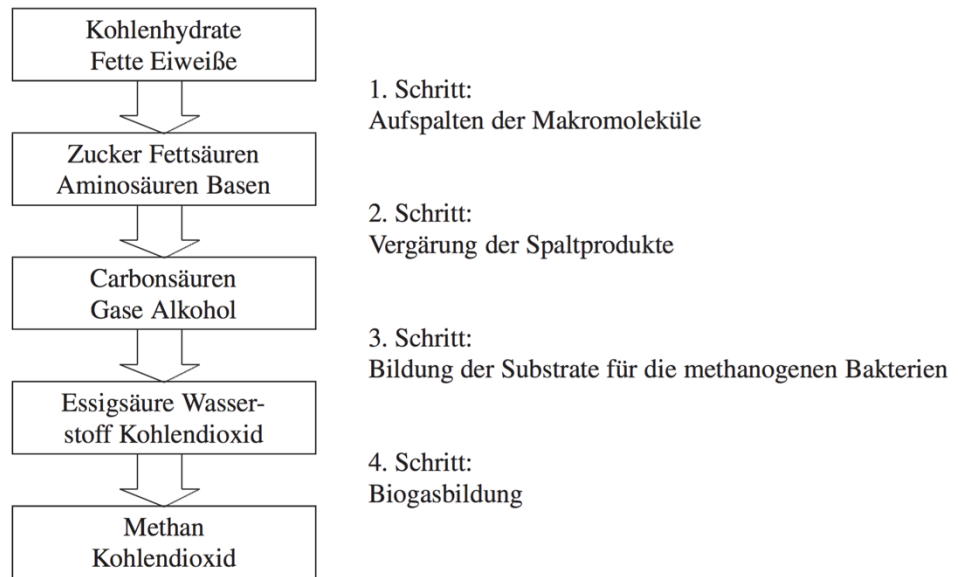 Kohlenhydrate
Fette Eiweiße
1. Schritt:
Aufspalten der Makromoleküle
Zucker Fettsäuren
Aminosäuren Basen
2. Schritt:
Vergärung der Spaltprodukte
Carbonsäuren
Gase Alkohol
3. Schritt:
Bildung der Substrate für die methanogenen Bakterien
Essigsäure Wasser-
stoff Kohlendioxid
4. Schritt:
Biogasbildung
Methan
Kohlendioxid